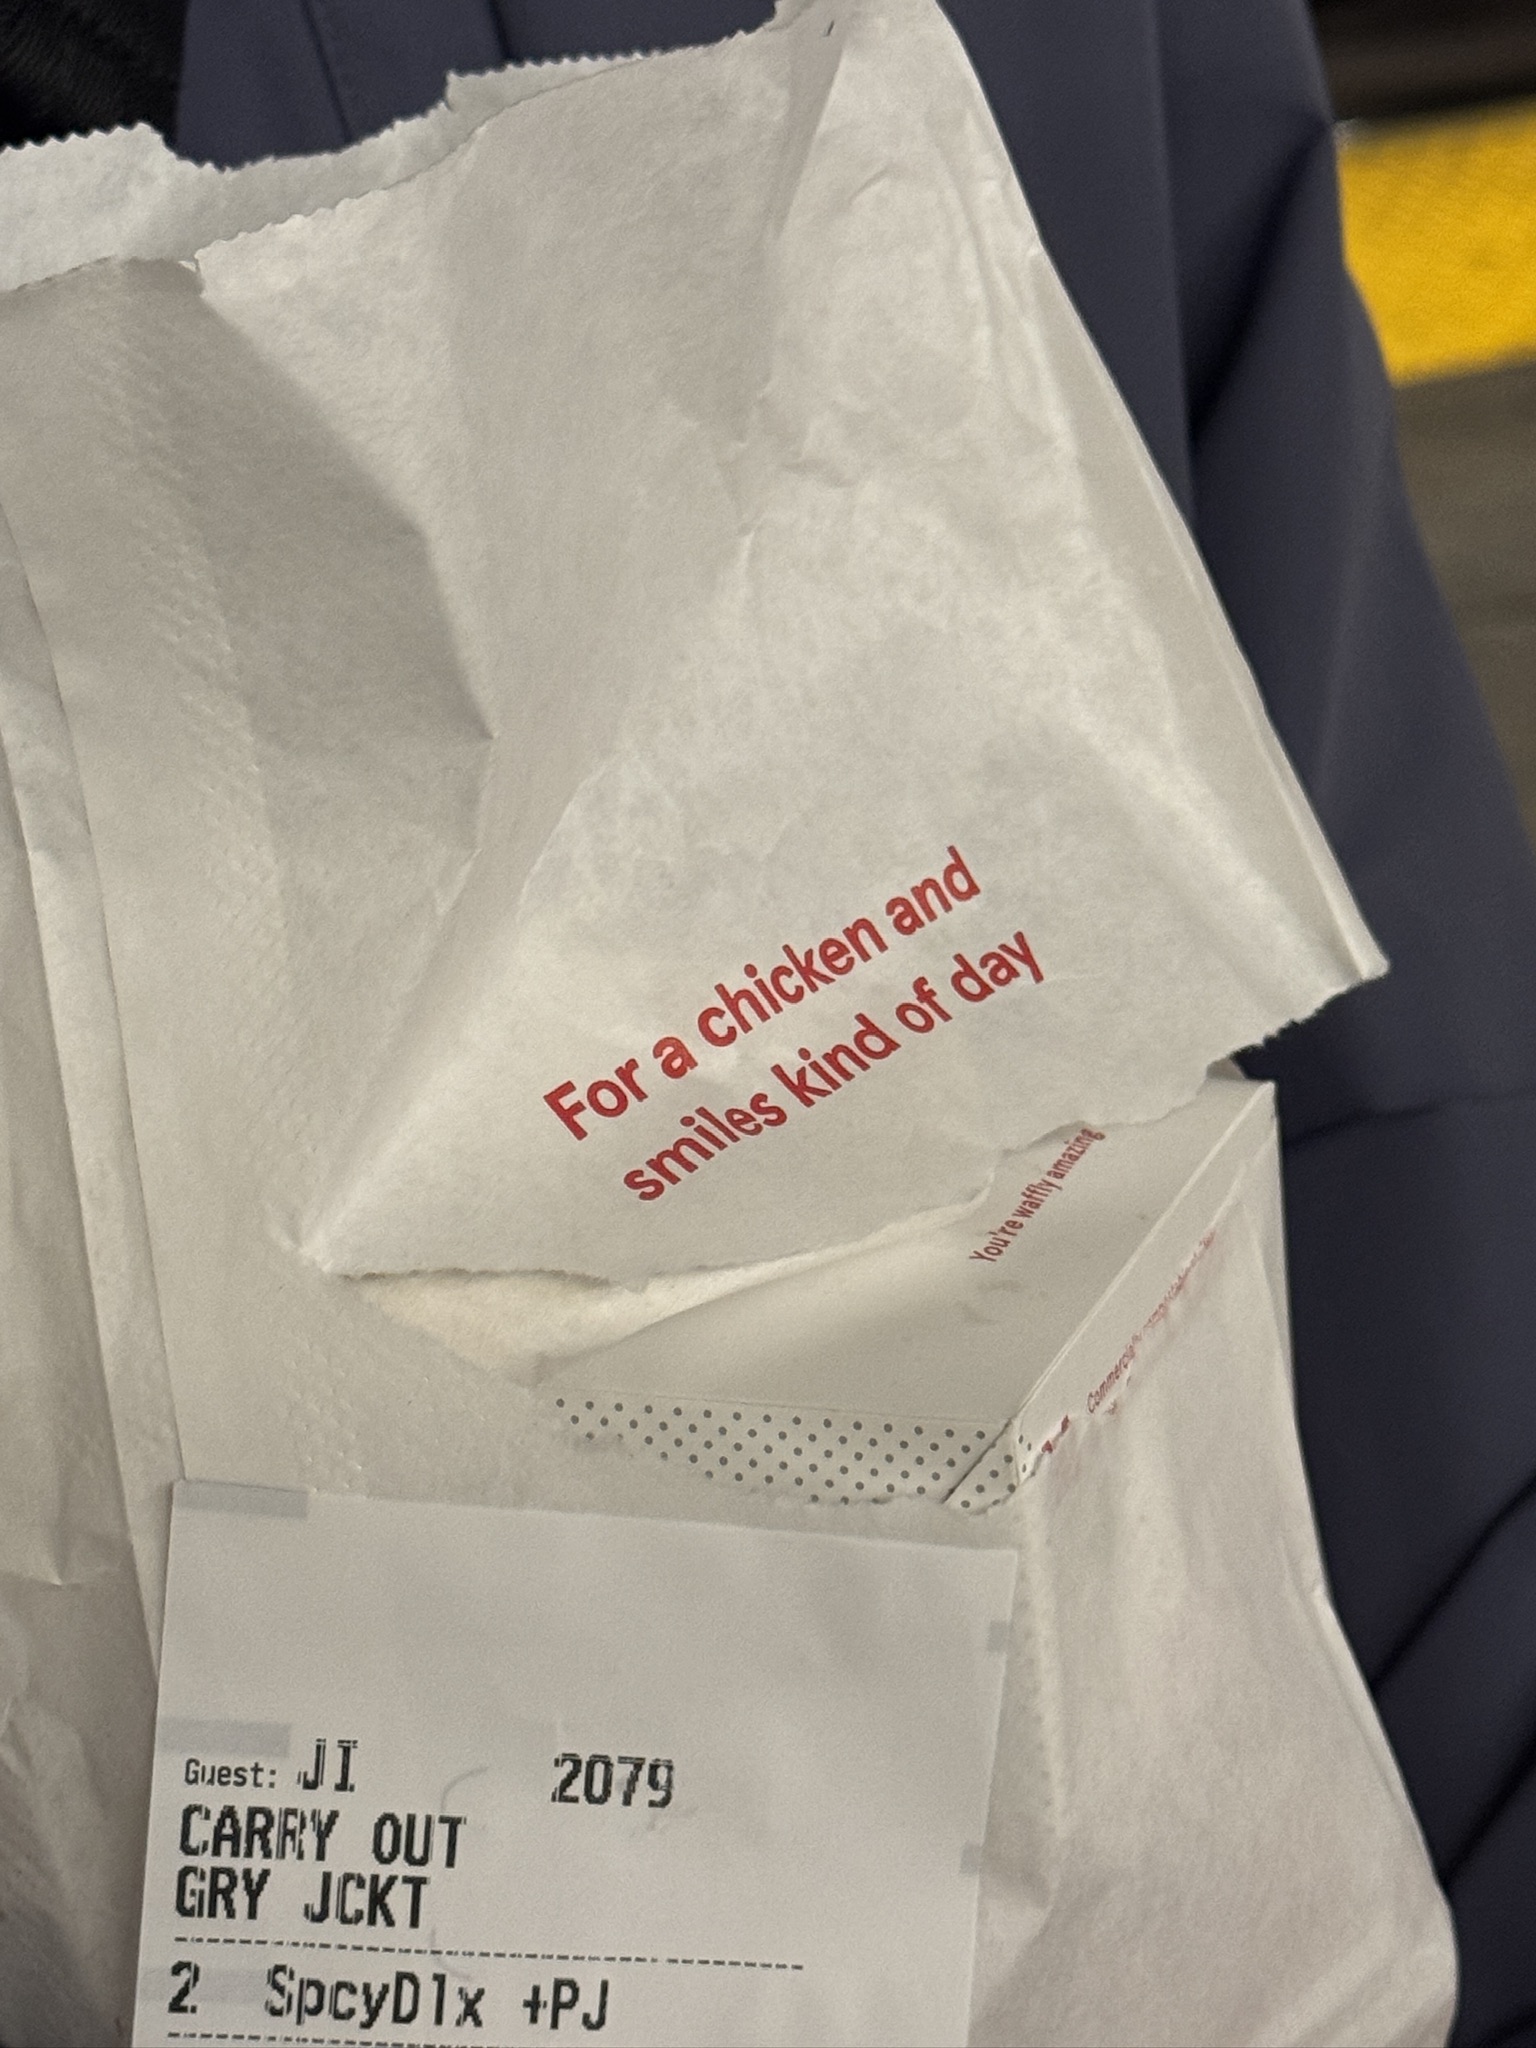 For a chicken and
smiles kind of day
You're waffly amazing
Commercial
Guest: JI 2079
CARRY OUT
GRY JCKT
2 SpcyDlx +PJ